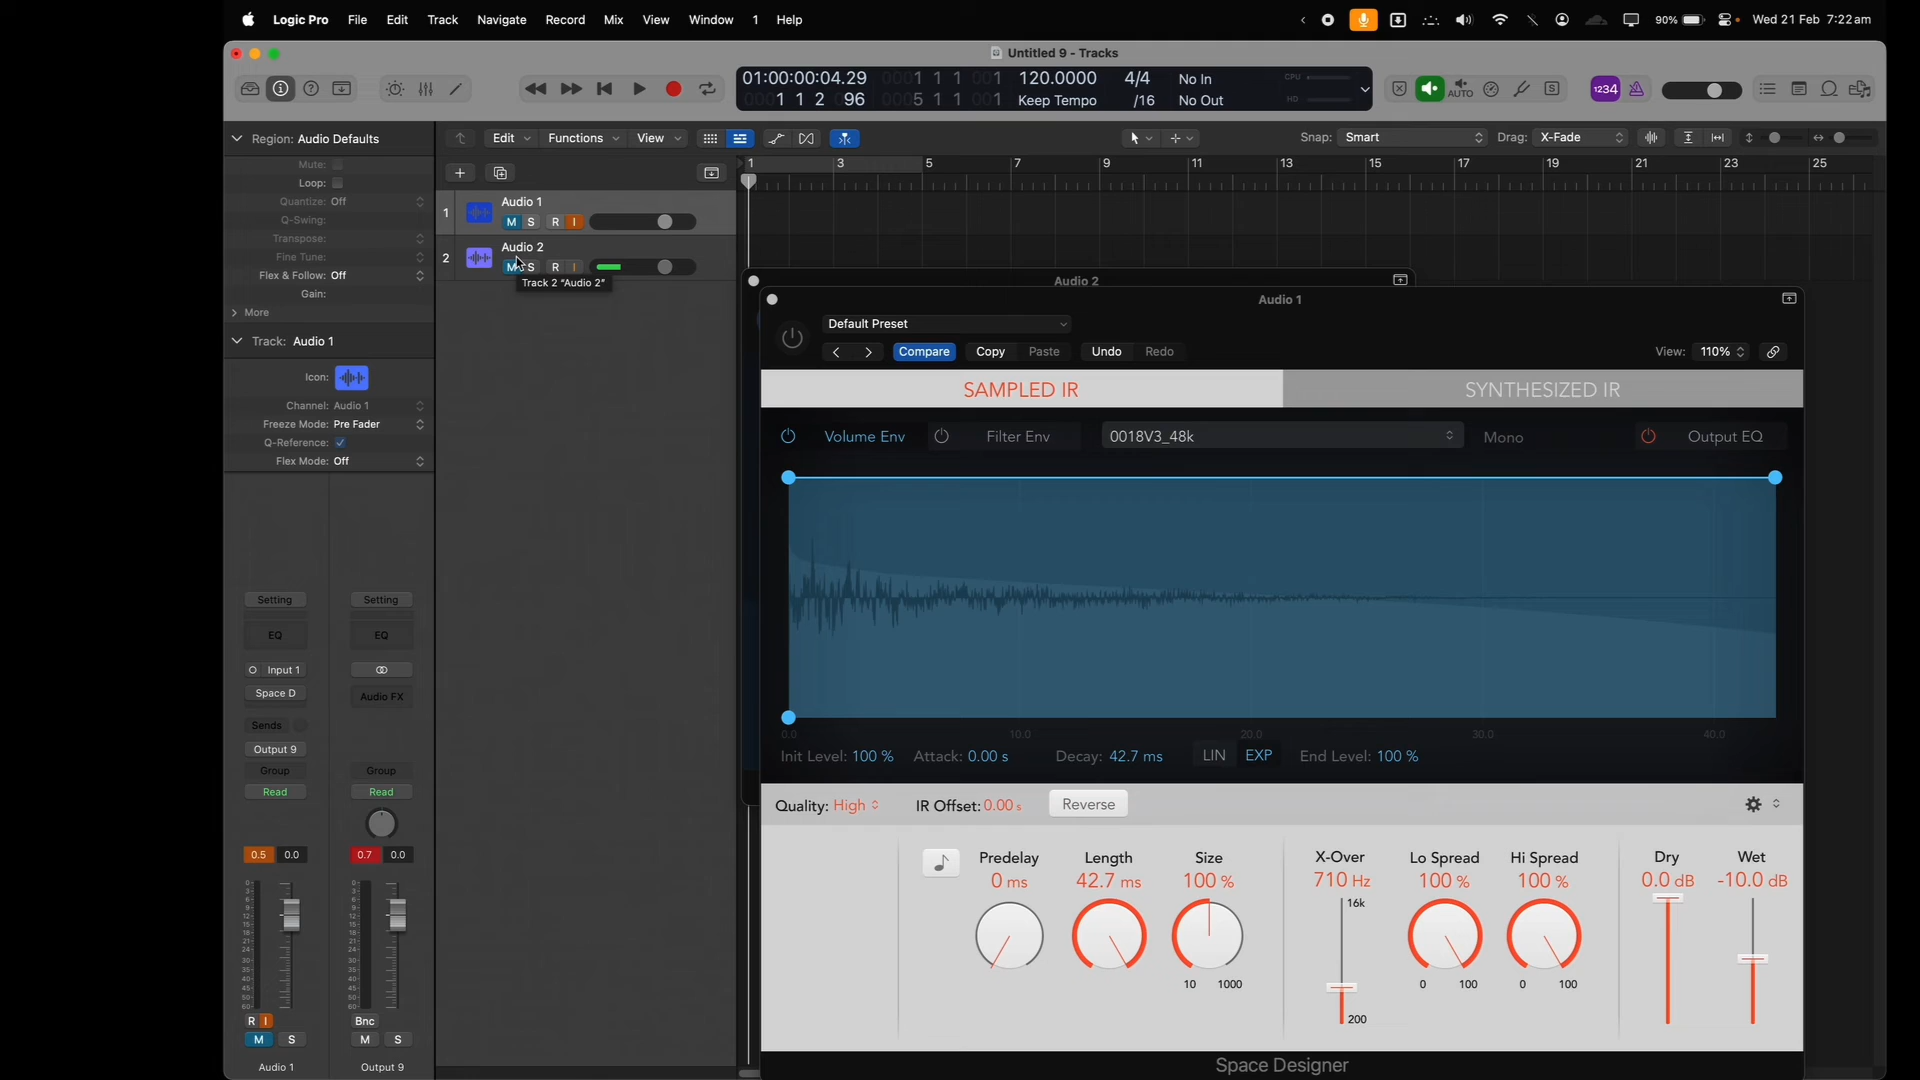 Logic Pro File Edit Track Navigate Record Mix View Window 1 Help 90% Wed 21 Feb 7:22am
Untitled 9 - Tracks
01:00:00:04.29 0001 1 1 001 120.0000 4/4 No In CPU
0001 1 2 096 0005 1 1 001 Keep Tempo /16 No Out HD
AUTO S 1234
Region: Audio Defaults
Edit Functions View Snap: Smart Drag: X-Fade
Mute:
Loop:
Quantize: Off
Q-Swing:
Transpose:
Fine Tune:
Flex & Follow: Off
Gain:
More
Track: Audio 1
Icon:
Channel: Audio 1
Freeze Mode: Pre Fader
Q-Reference:
Flex Mode: Off
1 3 5 7 9 11 13 15 17 19 21 23 25
1 Audio 1
M S R I
2 Audio 2
M S R I
Track 2 "Audio 2"
Audio 2
Audio 1
Default Preset
Compare Copy Paste Undo Redo View: 110%
SAMPLED IR SYNTHESIZED IR
Volume Env Filter Env 0018V3_48k Mono Output EQ
0.0 10.0 20.0 30.0 40.0
Init Level: 100 % Attack: 0.00 s Decay: 42.7 ms LIN EXP End Level: 100 %
Quality: High IR Offset: 0.00 s Reverse
Predelay Length Size X-Over Lo Spread Hi Spread Dry Wet
0 ms 42.7 ms 100 % 710 Hz 100 % 100 % 0.0 dB -10.0 dB
16k
10 1000 0 100 0 100
200
Space Designer
Setting Setting
EQ EQ
Input 1
Space D Audio FX
Sends
Output 9
Group Group
Read Read
0.5 0.0 0.7 0.0
R I Bnc
M S M S
Audio 1 Output 9